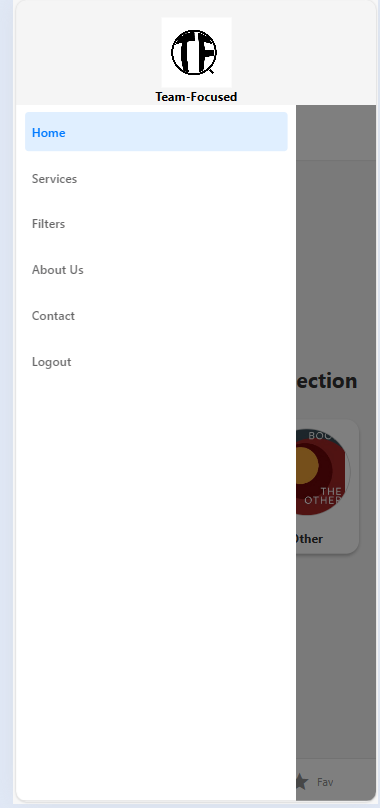 TF
Team-Focused
Home
Services
Filters
About Us
Contact
Logout
ection
BOO
THE
OTHER
Other
Fav